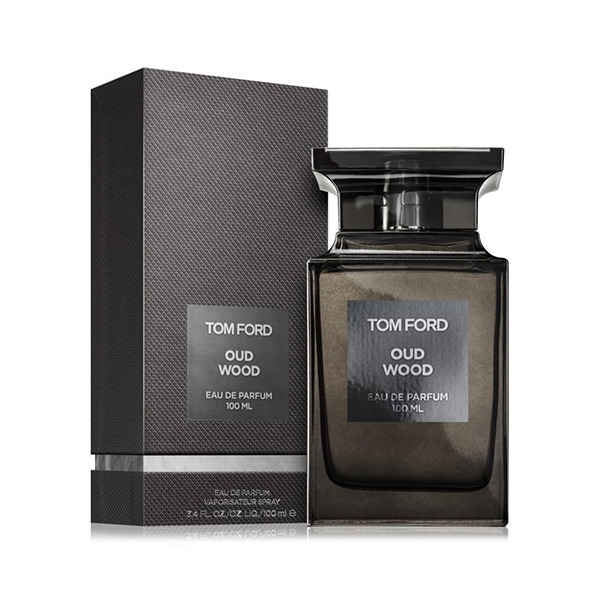 TOM FORD
OUD
WOOD
EAU DE PARFUM
100 ML
EAU DE PARFUM
VAPORISATEUR SPRAY
3.4 FL. OZ./OZ. LIQ./100 ml ℮
TOM FORD
OUD
WOOD
EAU DE PARFUM
100 ML